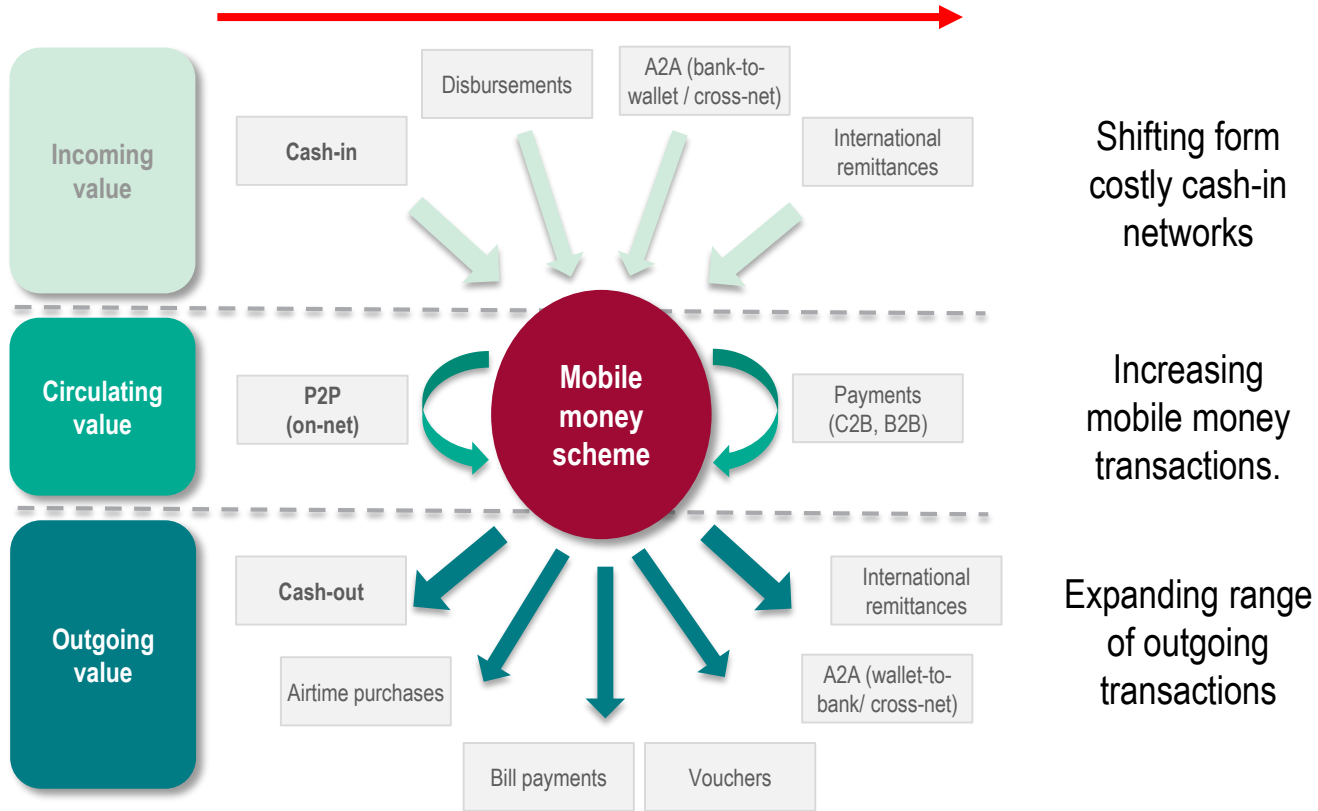 Incoming
value
Cash-in
Disbursements
A2A (bank-to-
wallet / cross-net)
International
remittances
Shifting form
costly cash-in
networks
Circulating
value
P2P
(on-net)
Mobile
money
scheme
Payments
(C2B, B2B)
Increasing
mobile money
transactions.
Outgoing
value
Cash-out
Airtime purchases
Bill payments
Vouchers
A2A (wallet-to-
bank/ cross-net)
International
remittances
Expanding range
of outgoing
transactions